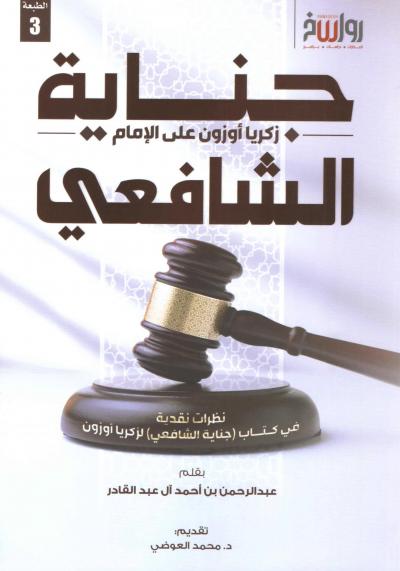 الطبعة
3
رواسخ
جناية
زكريا أوزون على الإمام
الشافعي
نظرات نقدية
في كتاب (جناية الشافعي) لزكريا أوزون
بقلم
عبدالرحمن بن أحمد آل عبد القادر
تقديم:
د. محمد العوضي